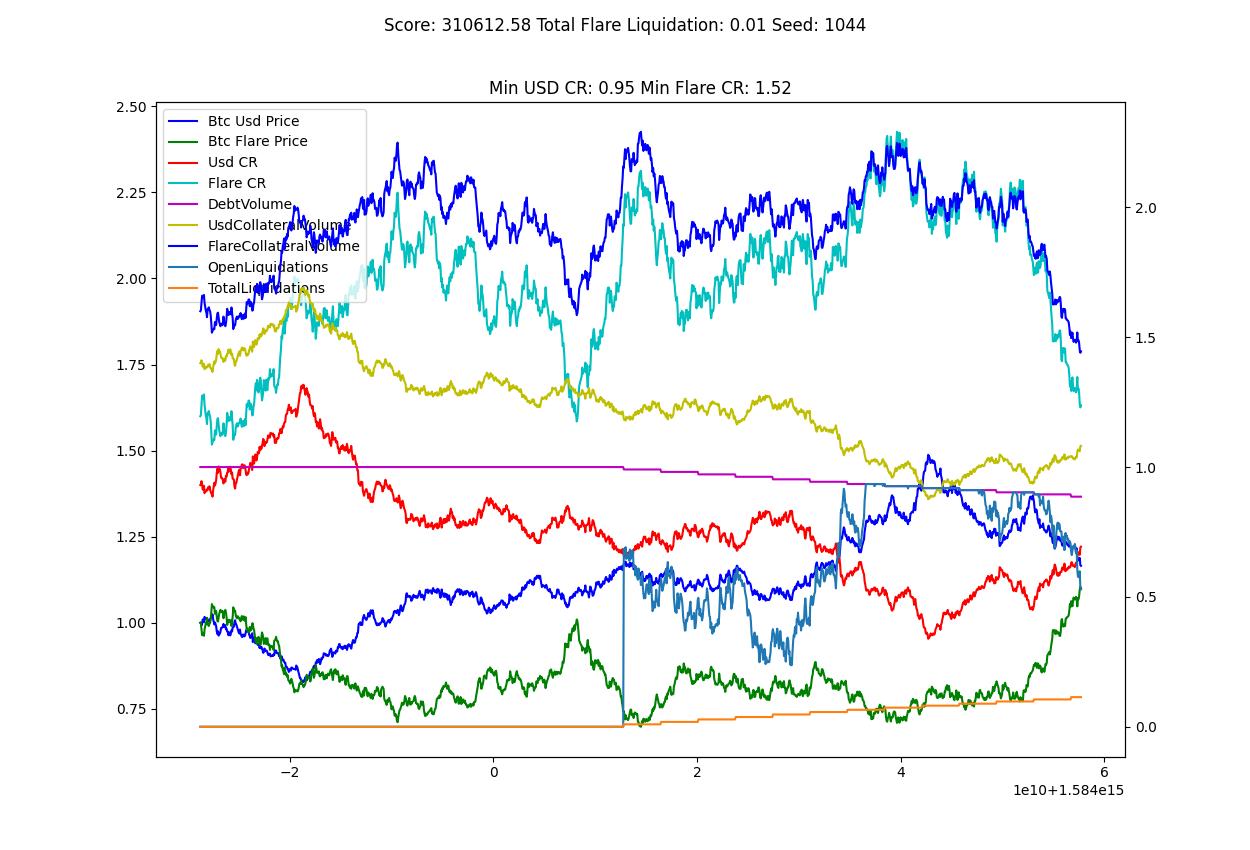 Score: 310612.58 Total Flare Liquidation: 0.01 Seed: 1044
Min USD CR: 0.95 Min Flare CR: 1.52
Btc Usd Price
Btc Flare Price
Usd CR
Flare CR
DebtVolume
UsdCollateralVolume
FlareCollateralVolume
OpenLiquidations
TotalLiquidations
2.50
2.25
2.00
1.75
1.50
1.25
1.00
0.75
2.0
1.5
1.0
0.5
0.0
−2
0
2
4
6
1e10+1.584e15